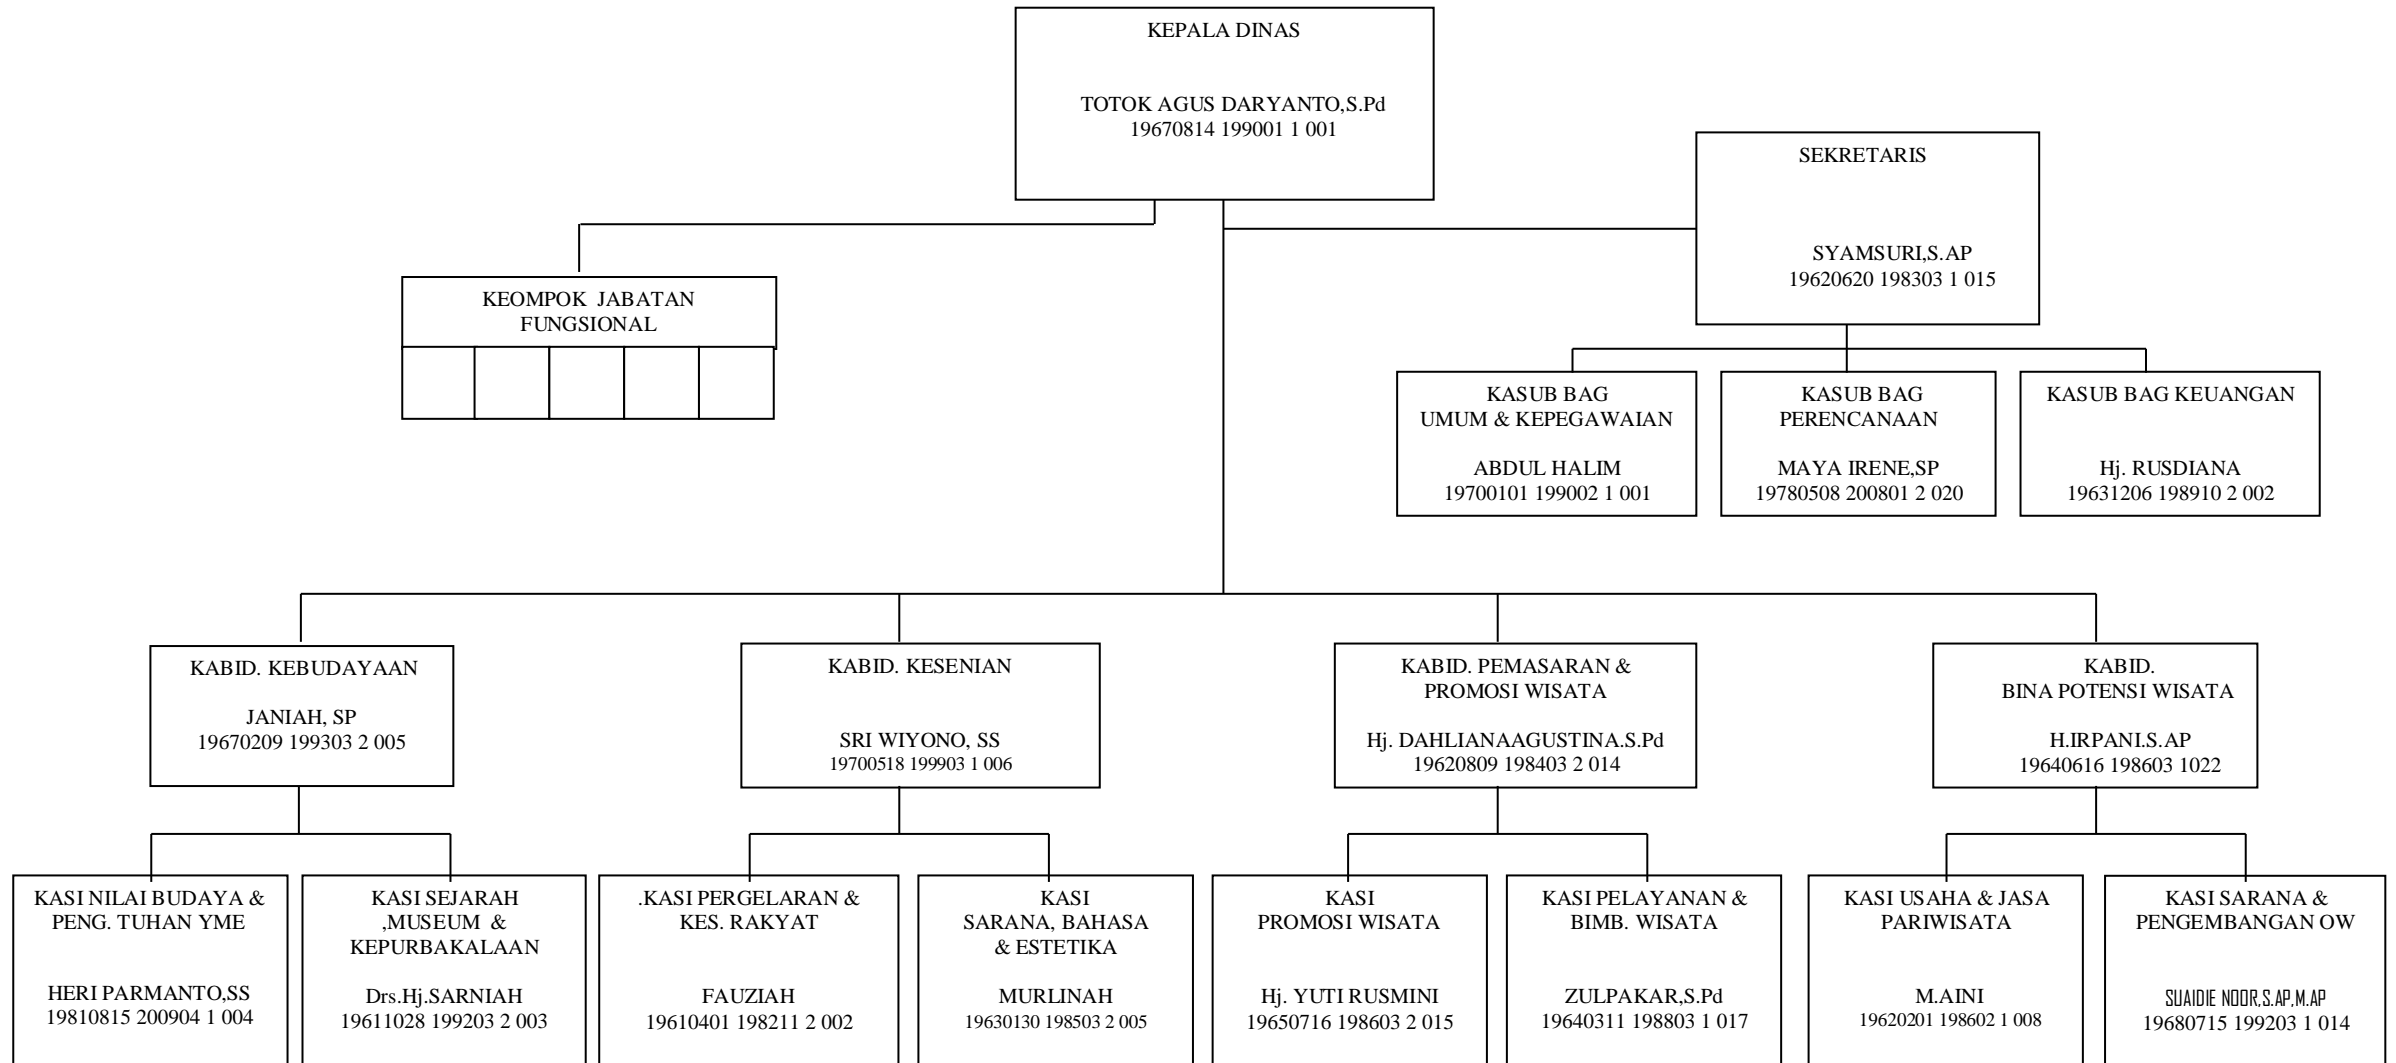 KEPALA DINAS
TOTOK AGUS DARYANTO,S.Pd
19670814 199001 1 001
SEKRETARIS
SYAMSURI,S.AP
19620620 198303 1 015
KEOMPOK JABATAN
FUNGSIONAL
KASUB BAG
UMUM & KEPEGAWAIAN
ABDUL HALIM
19700101 199002 1 001
KASUB BAG
PERENCANAAN
MAYA IRENE,SP
19780508 200801 2 020
KASUB BAG KEUANGAN
Hj. RUSDIANA
19631206 198910 2 002
KABID. KEBUDAYAAN
JANIAH, SP
19670209 199303 2 005
KABID. KESENIAN
SRI WIYONO, SS
19700518 199903 1 006
KABID. PEMASARAN &
PROMOSI WISATA
Hj. DAHLIANAAGUSTINA.S.Pd
19620809 198403 2 014
KABID.
BINA POTENSI WISATA
H.IRPANI.S.AP
19640616 198603 1022
KASI NILAI BUDAYA &
PENG. TUHAN YME
HERI PARMANTO,SS
19810815 200904 1 004
KASI SEJARAH
,MUSEUM &
KEPURBAKALAAN
Drs.Hj.SARNIAH
19611028 199203 2 003
.KASI PERGELARAN &
KES. RAKYAT
FAUZIAH
19610401 198211 2 002
KASI
SARANA, BAHASA
& ESTETIKA
MURLINAH
19630130 198503 2 005
KASI
PROMOSI WISATA
Hj. YUTI RUSMINI
19650716 198603 2 015
KASI PELAYANAN &
BIMB. WISATA
ZULPAKAR,S.Pd
19640311 198803 1 017
KASI USAHA & JASA
PARIWISATA
M.AINI
19620201 198602 1 008
KASI SARANA &
PENGEMBANGAN OW
SUAIDIE NOOR,S.AP,M.AP
19680715 199203 1 014